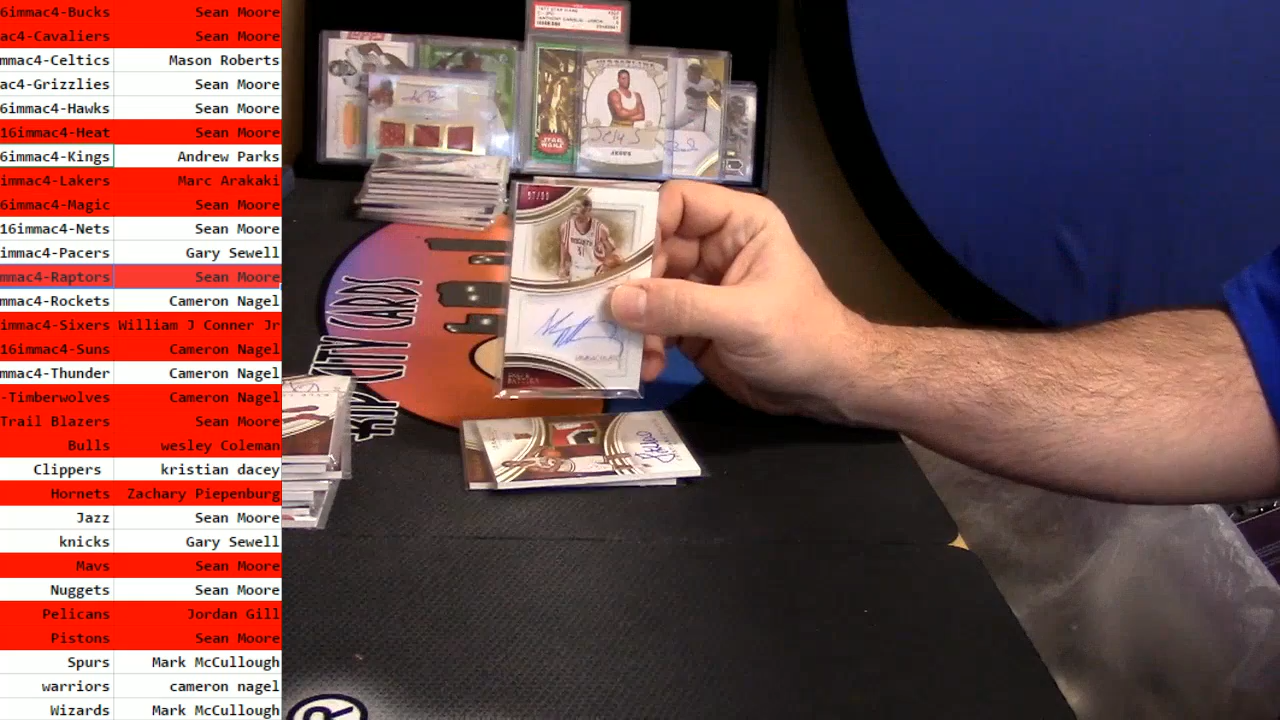 6immac4-Bucks Sean Moore
ac4-Cavaliers Sean Moore
immac4-Celtics Mason Roberts
ac4-Grizzlies Sean Moore
6immac4-Hawks Sean Moore
16immac4-Heat Sean Moore
6immac4-Kings Andrew Parks
immac4-Lakers Marc Arakaki
6immac4-Magic Sean Moore
16immac4-Nets Sean Moore
immac4-Pacers Gary Sewell
mmac4-Raptors Sean Moore
mmac4-Rockets Cameron Nagel
immac4-Sixers William J Conner Jr
16immac4-Suns Cameron Nagel
mmac4-Thunder Cameron Nagel
-Timberwolves Cameron Nagel
Trail Blazers Sean Moore
Bulls wesley Coleman
Clippers kristian dacey
Hornets Zachary Piepenburg
Jazz Sean Moore
knicks Gary Sewell
Mavs Sean Moore
Nuggets Sean Moore
Pelicans Jordan Gill
Pistons Sean Moore
Spurs Mark McCullough
warriors cameron nagel
Wizards Mark McCullough
STAR WARS
CITY CARDS